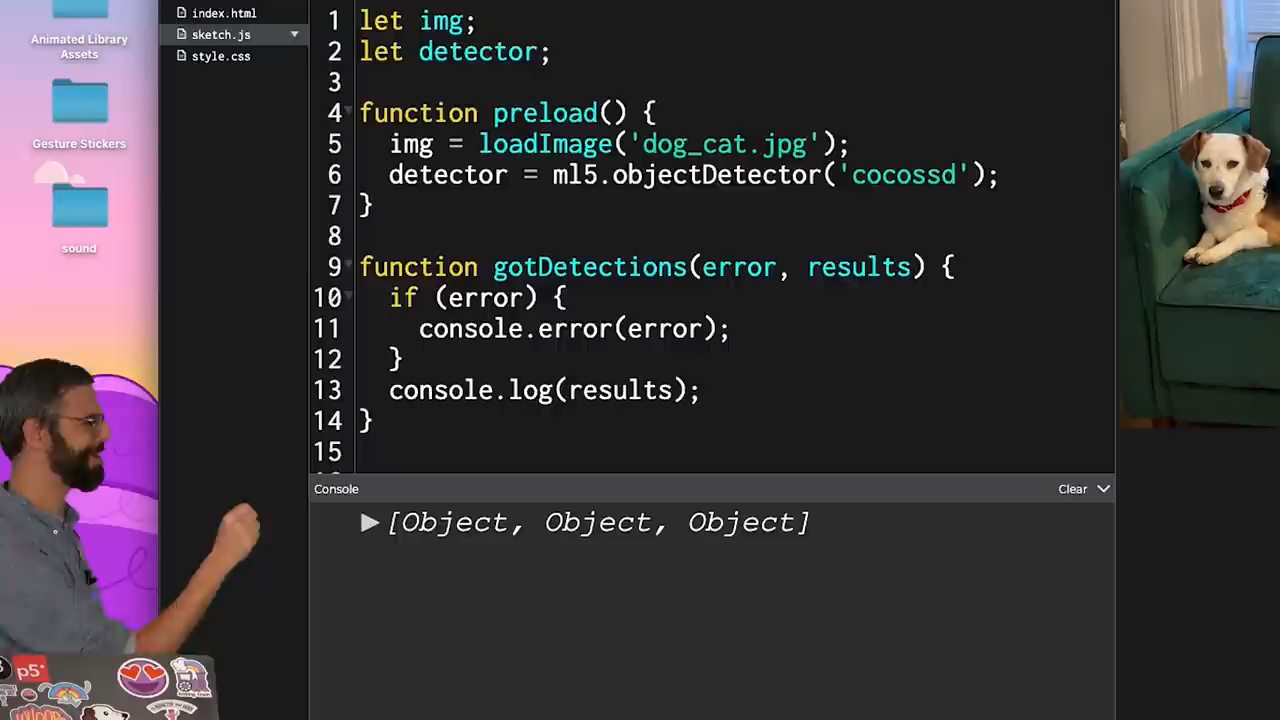 Animated Library
Assets
Gesture Stickers
sound
index.html
sketch.js
style.css
1 let img;
2 let detector;
3
4 function preload() {
5 img = loadImage('dog_cat.jpg');
6 detector = ml5.objectDetector('cocossd');
7 }
8
9 function gotDetections(error, results) {
10 if (error) {
11 console.error(error);
12 }
13 console.log(results);
14 }
15
Console
Clear
[Object, Object, Object]
p5*